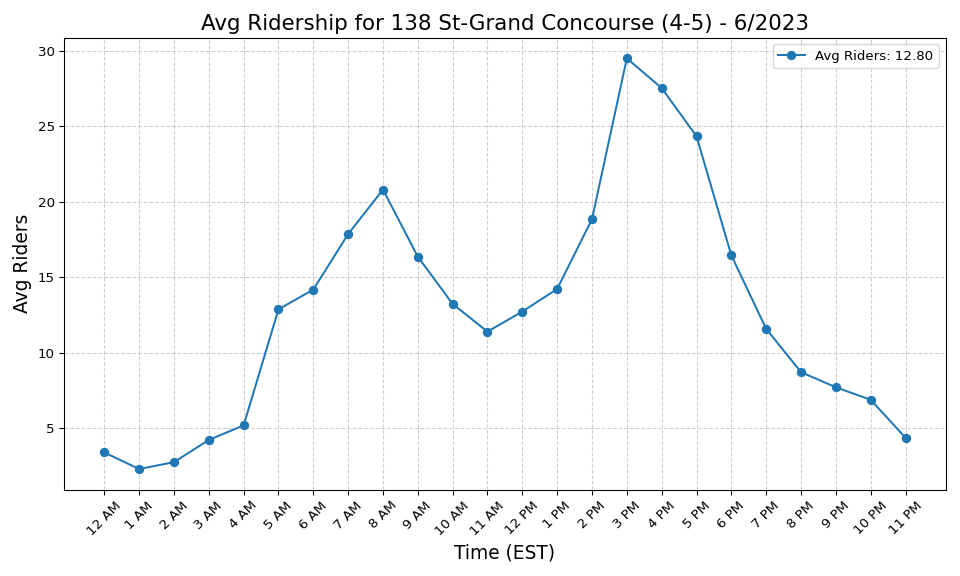 Avg Ridership for 138 St-Grand Concourse (4-5) - 6/2023
Avg Riders: 12.80
Avg Riders
30
25
20
15
10
5
12 AM
1 AM
2 AM
3 AM
4 AM
5 AM
6 AM
7 AM
8 AM
9 AM
10 AM
11 AM
12 PM
1 PM
2 PM
3 PM
4 PM
5 PM
6 PM
7 PM
8 PM
9 PM
10 PM
11 PM
Time (EST)